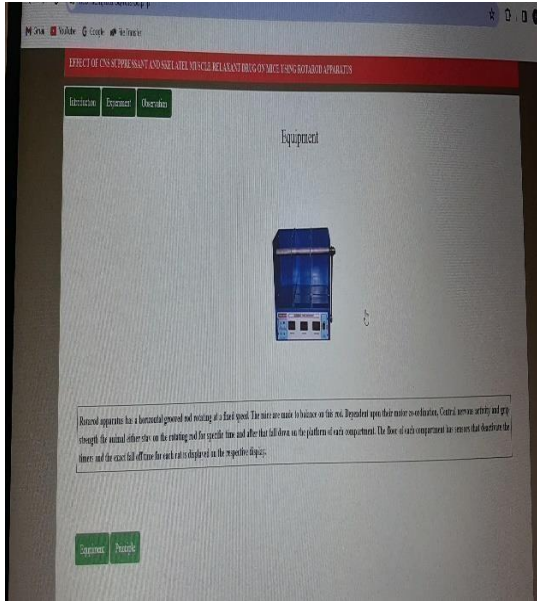 Gmail YouTube Google File Transfer
EFFECT OF CNS SUPPRESSANT AND SKELATEL MUSCLE RELAXANT DRUG ON MICE USING ROTAROD APPARATUS
Introduction Experiment Observation
Equipment
Rotarod apparatus has a horizontal grooved rod rotating at a fixed speed. The mice are made to balance on this rod. Dependent upon their motor co-ordination, Central nervous activity and grip
strength the animal either stay on the rotating rod for specific time and after that fall down on the platform of each compartment. The floor of each compartment has sensors that deactivate the
timers and the exact fall off time for each rat is displayed on the respective display.
Equipment Principle